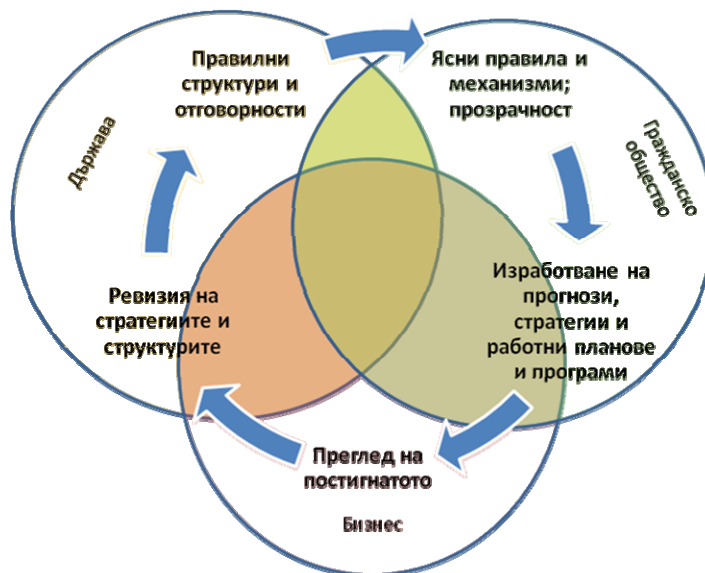 Правилни
структури и
отговорности
Ясни правила и
механизми;
прозрачност
Държава
Гражданско
общество
Изработване на
прогнози,
стратегии и
работни планове
и програми
Ревизия на
стратегиите и
структурите
Преглед на
постигнатото
Бизнес